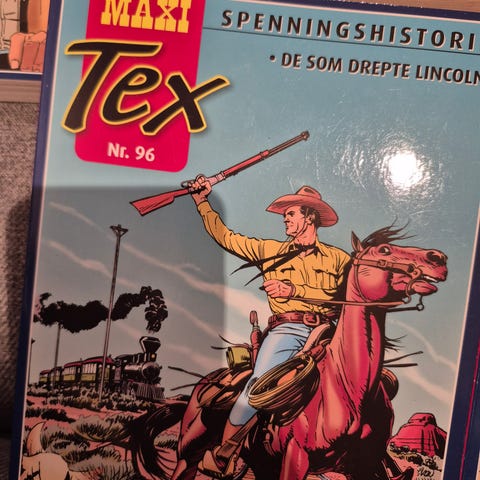 MAXI
Tex
Nr. 96
SPENNINGSHISTORI
• DE SOM DREPTE LINCOLN